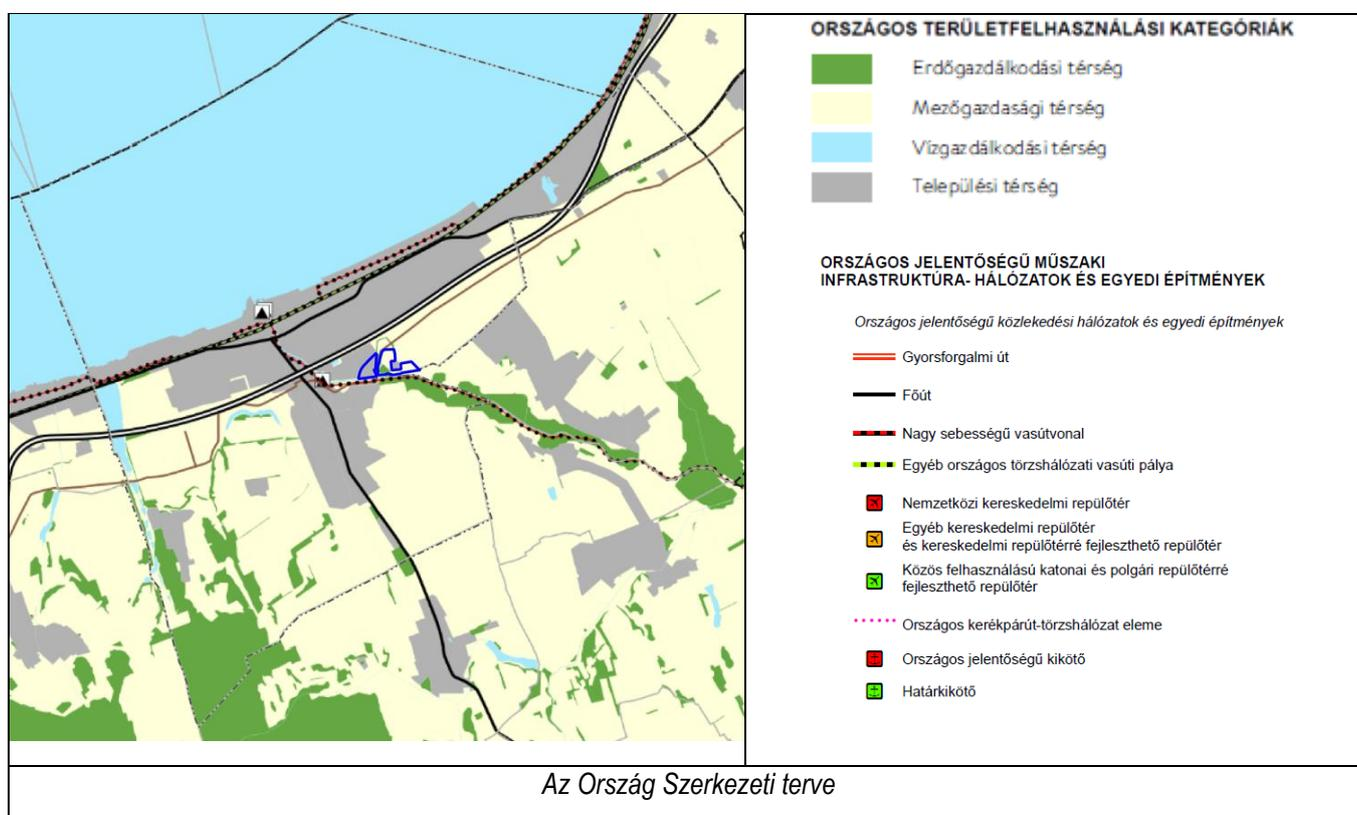 ORSZÁGOS TERÜLETFELHASZNÁLÁSI KATEGÓRIÁK
Erdőgazdálkodási térség
Mezőgazdasági térség
Vízgazdálkodási térség
Települési térség
ORSZÁGOS JELENTŐSÉGŰ MŰSZAKI
INFRASTRUKTÚRA- HÁLÓZATOK ÉS EGYEDI ÉPÍTMÉNYEK
Országos jelentőségű közlekedési hálózatok és egyedi építmények
Gyorsforgalmi út
Főút
Nagy sebességű vasútvonal
Egyéb országos törzshálózati vasúti pálya
Nemzetközi kereskedelmi repülőtér
Egyéb kereskedelmi repülőtér
és kereskedelmi repülőtérré fejleszthető repülőtér
Közös felhasználású katonai és polgári repülőtérré
fejleszthető repülőtér
Országos kerékpárút-törzshálózat eleme
Országos jelentőségű kikötő
Határkikötő
Az Ország Szerkezeti terve